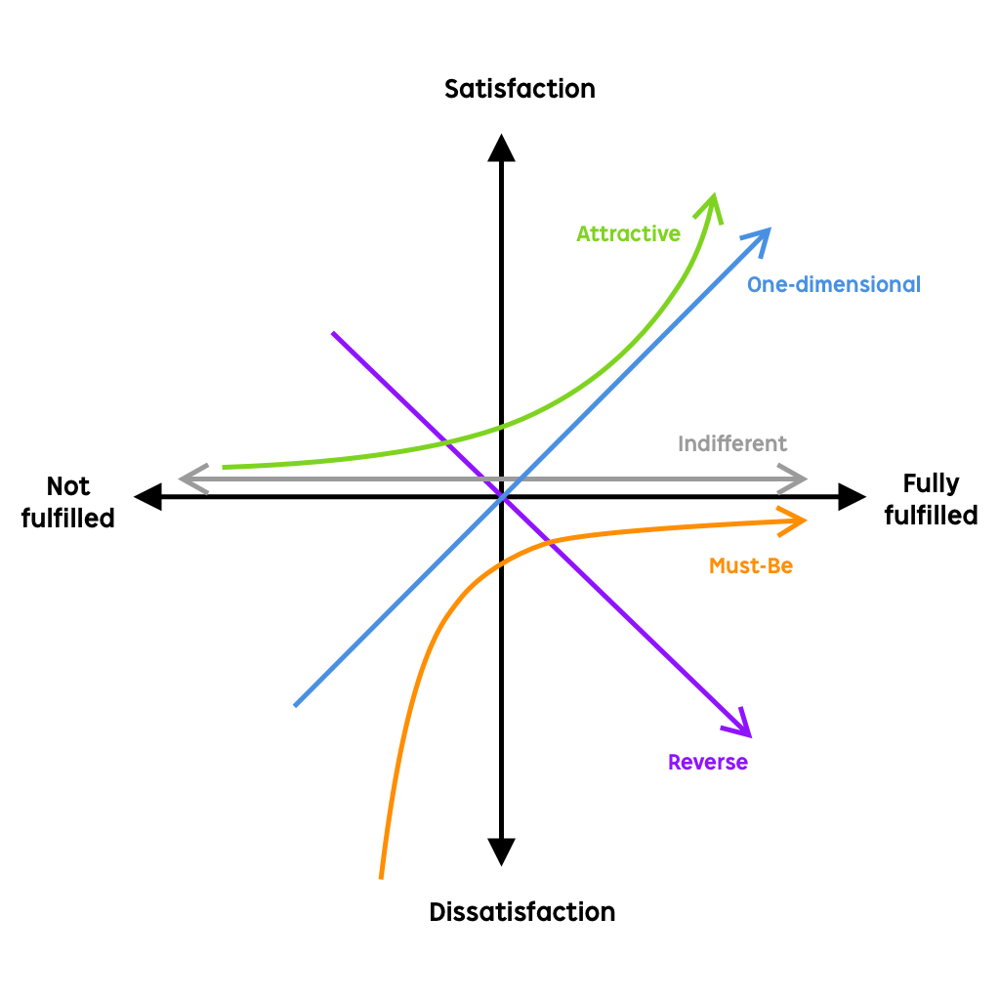 Satisfaction
Attractive
One-dimensional
Indifferent
Not
fulfilled
Fully
fulfilled
Must-Be
Reverse
Dissatisfaction